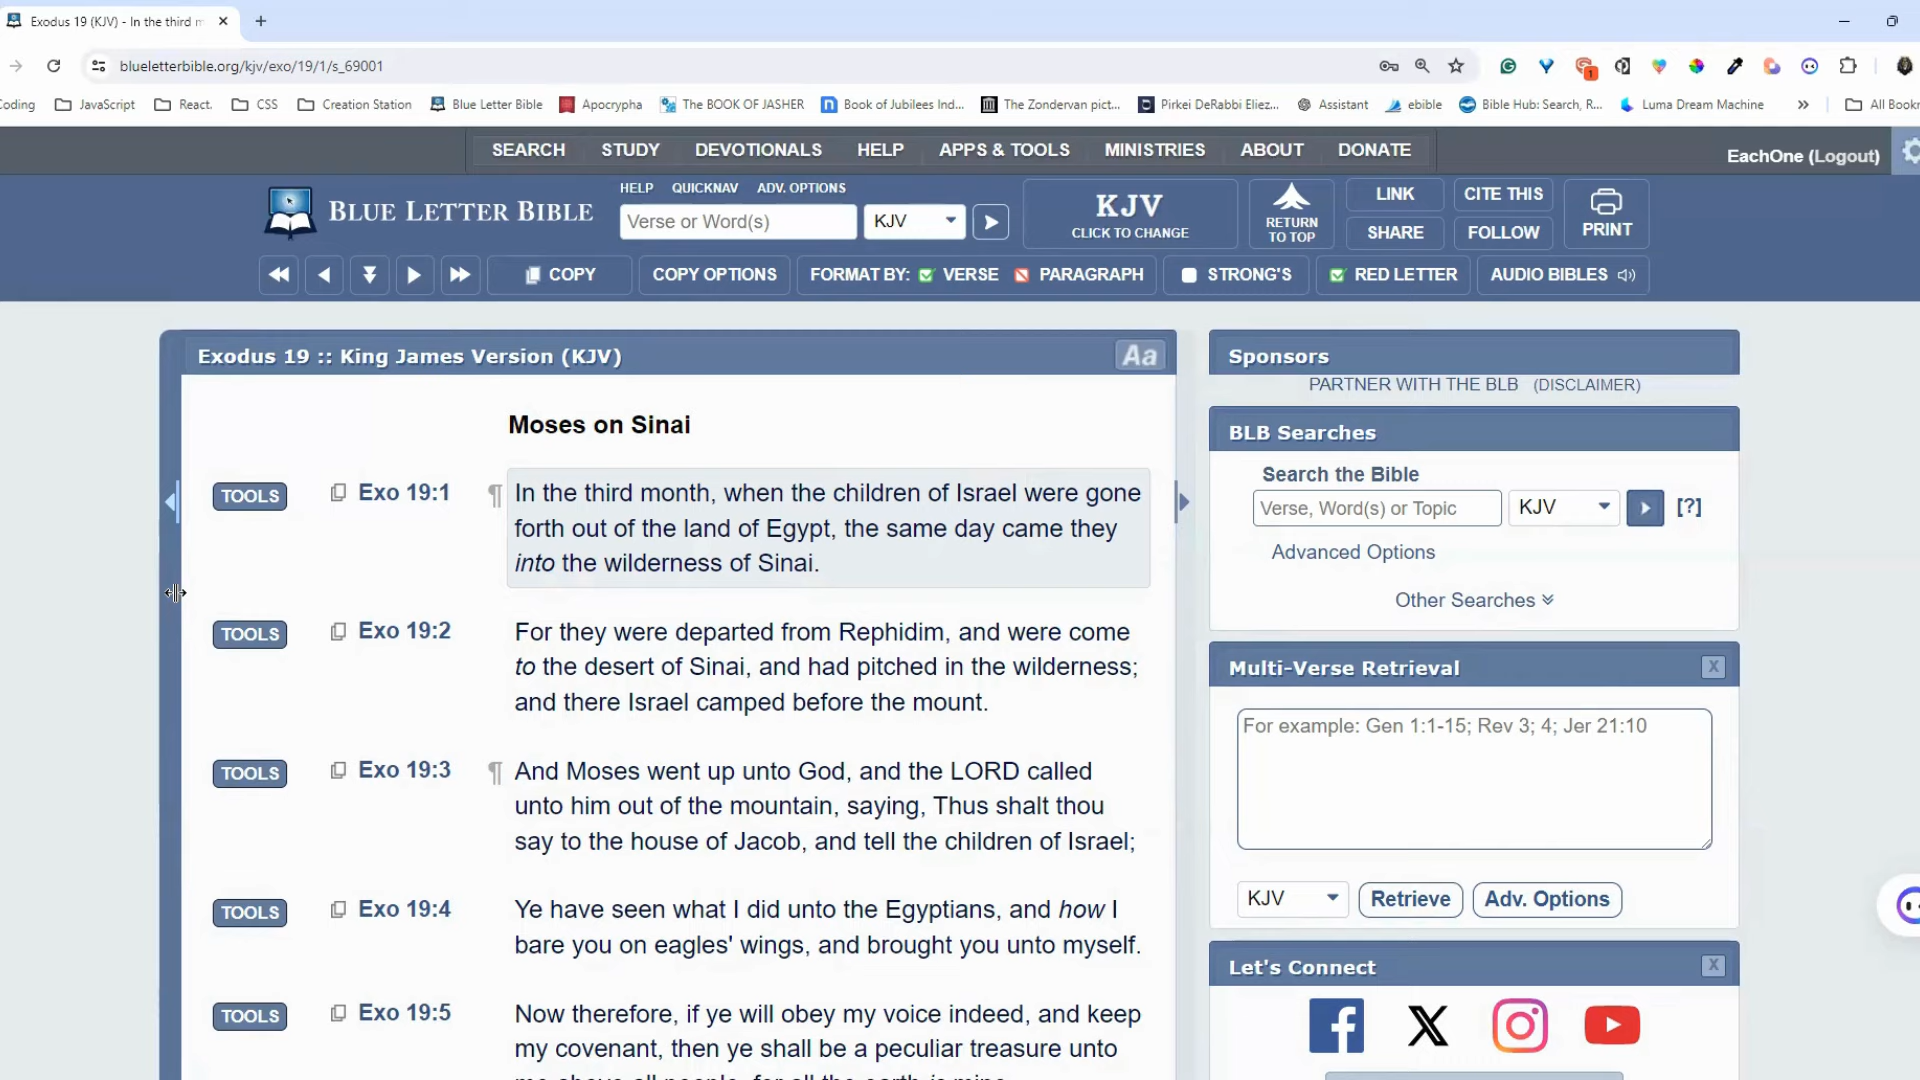 Exodus 19 (KJV) - In the third m
blueletterbible.org/kjv/exo/19/1/s_69001
1
oding JavaScript React. CSS Creation Station Blue Letter Bible Apocrypha The BOOK OF JASHER Book of Jubilees Ind... The Zondervan pict... Pirkei DeRabbi Eliez... Assistant ebible Bible Hub: Search, R... Luma Dream Machine » All Bookr
SEARCH STUDY DEVOTIONALS HELP APPS & TOOLS MINISTRIES ABOUT DONATE
EachOne (Logout)
BLUE LETTER BIBLE
HELP QUICKNAV ADV. OPTIONS
Verse or Word(s) KJV
KJV
CLICK TO CHANGE
RETURN
TO TOP
LINK CITE THIS
SHARE FOLLOW
PRINT
COPY COPY OPTIONS FORMAT BY: VERSE PARAGRAPH STRONG'S RED LETTER AUDIO BIBLES
Exodus 19 :: King James Version (KJV) Aa
Moses on Sinai
TOOLS Exo 19:1 ¶ In the third month, when the children of Israel were gone
forth out of the land of Egypt, the same day came they
into the wilderness of Sinai.
TOOLS Exo 19:2 For they were departed from Rephidim, and were come
to the desert of Sinai, and had pitched in the wilderness;
and there Israel camped before the mount.
TOOLS Exo 19:3 ¶ And Moses went up unto God, and the LORD called
unto him out of the mountain, saying, Thus shalt thou
say to the house of Jacob, and tell the children of Israel;
TOOLS Exo 19:4 Ye have seen what I did unto the Egyptians, and how I
bare you on eagles' wings, and brought you unto myself.
TOOLS Exo 19:5 Now therefore, if ye will obey my voice indeed, and keep
my covenant, then ye shall be a peculiar treasure unto
me above all people: for all the earth is mine
Sponsors
PARTNER WITH THE BLB (DISCLAIMER)
BLB Searches
Search the Bible
Verse, Word(s) or Topic KJV [?]
Advanced Options
Other Searches
Multi-Verse Retrieval X
For example: Gen 1:1-15; Rev 3; 4; Jer 21:10
KJV Retrieve Adv. Options
Let's Connect X